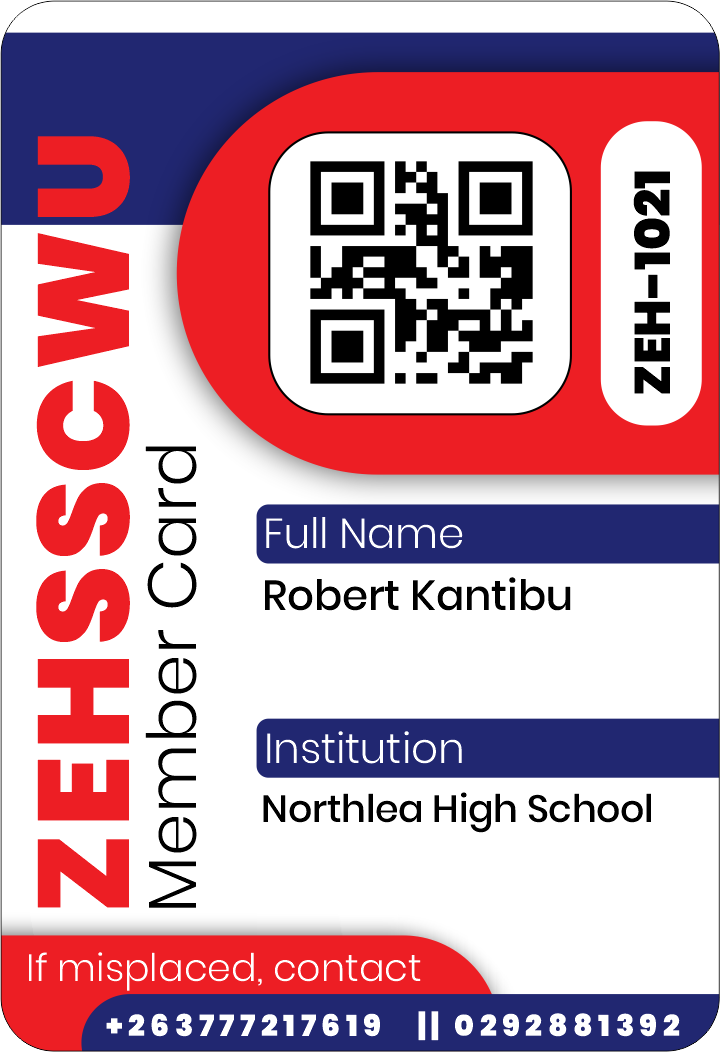 ZEHSSCWU
Member Card
ZEH-1021
Full Name
Robert Kantibu
Institution
Northlea High School
If misplaced, contact
+263777217619 || 0292881392